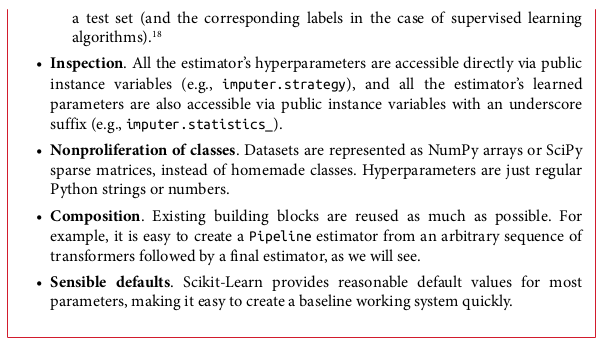 a test set (and the corresponding labels in the case of supervised learning
algorithms).18
• Inspection. All the estimator’s hyperparameters are accessible directly via public
instance variables (e.g., imputer.strategy), and all the estimator’s learned
parameters are also accessible via public instance variables with an underscore
suffix (e.g., imputer.statistics_).
• Nonproliferation of classes. Datasets are represented as NumPy arrays or SciPy
sparse matrices, instead of homemade classes. Hyperparameters are just regular
Python strings or numbers.
• Composition. Existing building blocks are reused as much as possible. For
example, it is easy to create a Pipeline estimator from an arbitrary sequence of
transformers followed by a final estimator, as we will see.
• Sensible defaults. Scikit-Learn provides reasonable default values for most
parameters, making it easy to create a baseline working system quickly.